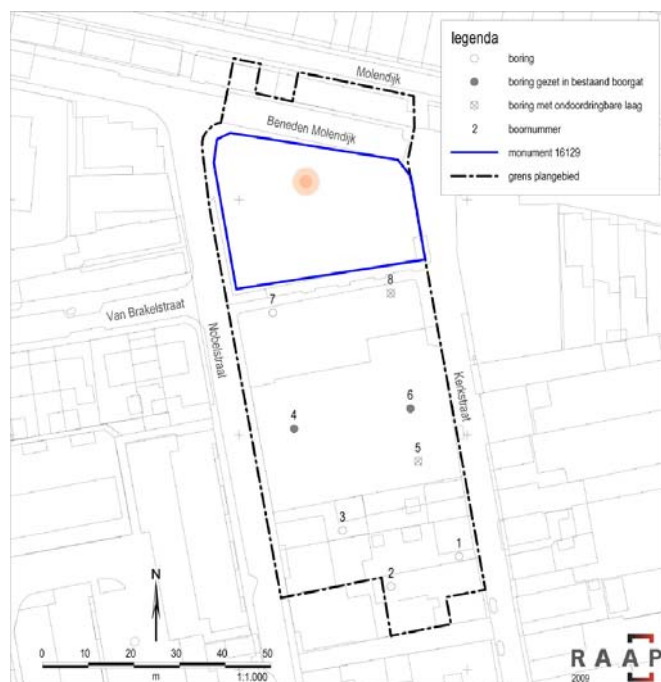 legenda
boring
boring gezet in bestaand boorgat
boring met ondoordringbare laag
2 boornummer
monument 16129
grens plangebied
Molendijk
Beneden Molendijk
Van Brakelstraat
Nobelstraat
Kerkstraat
7
8
4
6
5
3
1
2
N
0 10 20 30 40 50
m 1:1.000
RAAP
2009